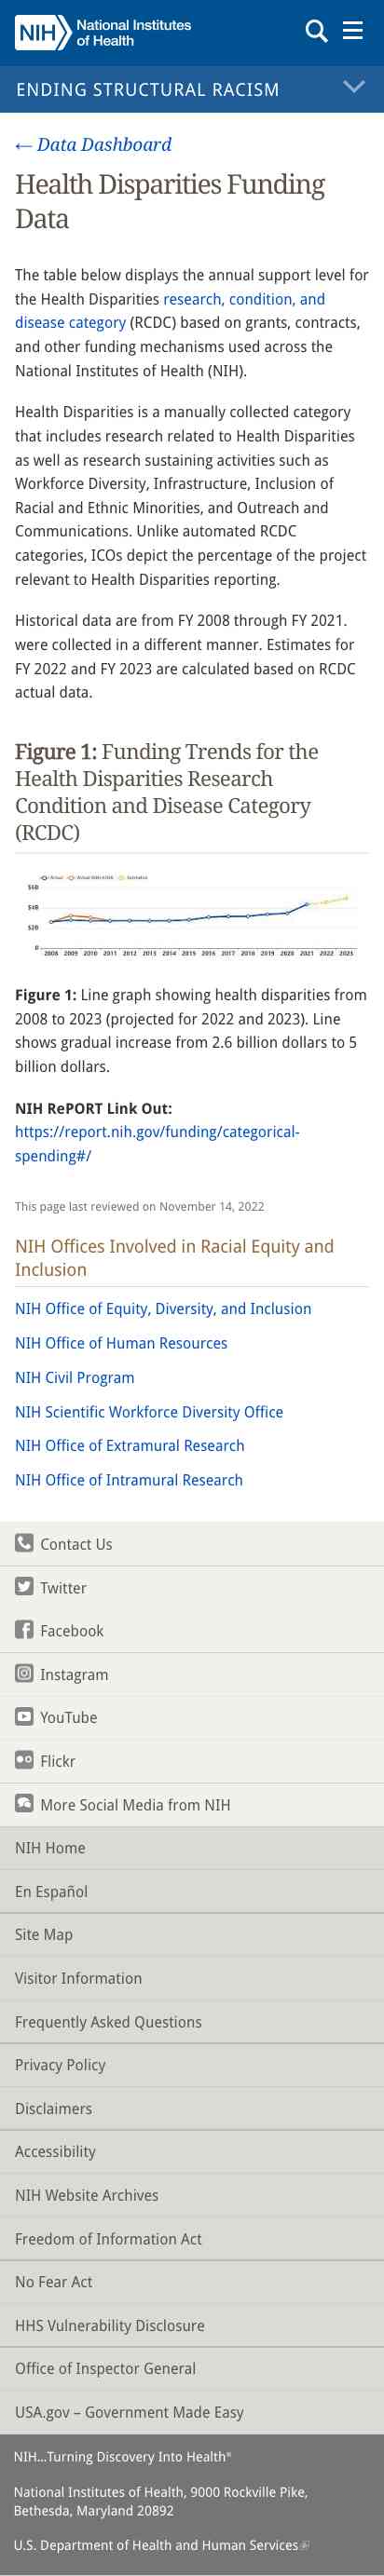 NIH National Institutes
of Health
ENDING STRUCTURAL RACISM
← Data Dashboard
Health Disparities Funding
Data
The table below displays the annual support level for
the Health Disparities research, condition, and
disease category (RCDC) based on grants, contracts,
and other funding mechanisms used across the
National Institutes of Health (NIH).
Health Disparities is a manually collected category
that includes research related to Health Disparities
as well as research sustaining activities such as
Workforce Diversity, Infrastructure, Inclusion of
Racial and Ethnic Minorities, and Outreach and
Communications. Unlike automated RCDC
categories, ICOs depict the percentage of the project
relevant to Health Disparities reporting.
Historical data are from FY 2008 through FY 2021.
were collected in a different manner. Estimates for
FY 2022 and FY 2023 are calculated based on RCDC
actual data.
Figure 1: Funding Trends for the
Health Disparities Research
Condition and Disease Category
(RCDC)
Actual Actual With ARRA Estimated
$6B
$4B
$2B
0
2008 2009 2010 2011 2012 2013 2014 2015 2016 2017 2018 2019 2020 2021 2022 2023
Figure 1: Line graph showing health disparities from
2008 to 2023 (projected for 2022 and 2023). Line
shows gradual increase from 2.6 billion dollars to 5
billion dollars.
NIH RePORT Link Out:
https://report.nih.gov/funding/categorical-
spending#/
This page last reviewed on November 14, 2022
NIH Offices Involved in Racial Equity and
Inclusion
NIH Office of Equity, Diversity, and Inclusion
NIH Office of Human Resources
NIH Civil Program
NIH Scientific Workforce Diversity Office
NIH Office of Extramural Research
NIH Office of Intramural Research
Contact Us
Twitter
Facebook
Instagram
YouTube
Flickr
More Social Media from NIH
NIH Home
En Español
Site Map
Visitor Information
Frequently Asked Questions
Privacy Policy
Disclaimers
Accessibility
NIH Website Archives
Freedom of Information Act
No Fear Act
HHS Vulnerability Disclosure
Office of Inspector General
USA.gov – Government Made Easy
NIH...Turning Discovery Into Health®
National Institutes of Health, 9000 Rockville Pike,
Bethesda, Maryland 20892
U.S. Department of Health and Human Services